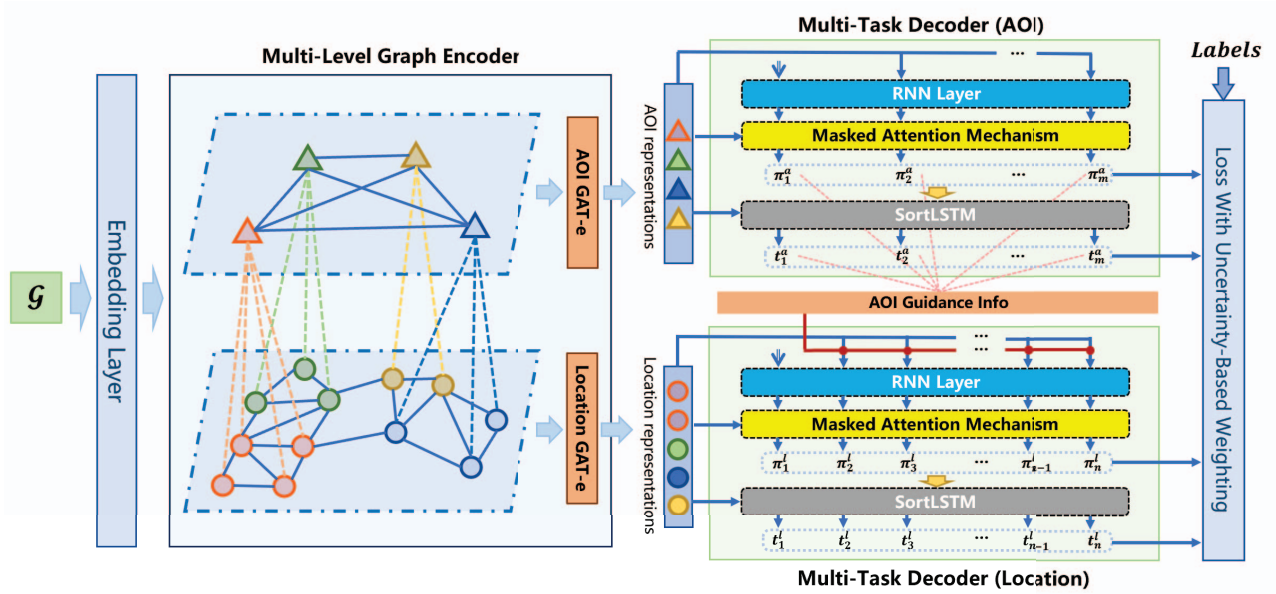 Multi-Task Decoder (AOI)
Multi-Level Graph Encoder
Labels
𝒢
Embedding Layer
AOI GAT-e
Location GAT-e
AOI representations
...
RNN Layer
Masked Attention Mechanism
π₁ᵃ π₂ᵃ ... πₘᵃ
SortLSTM
t₁ᵃ t₂ᵃ ... tₘᵃ
AOI Guidance Info
Location representations
...
...
RNN Layer
Masked Attention Mechanism
π₁ˡ π₂ˡ π₃ˡ ... πₙ₋₁ˡ πₙˡ
SortLSTM
t₁ˡ t₂ˡ t₃ˡ ... tₙ₋₁ˡ tₙˡ
Multi-Task Decoder (Location)
Loss With Uncertainty-Based Weighting